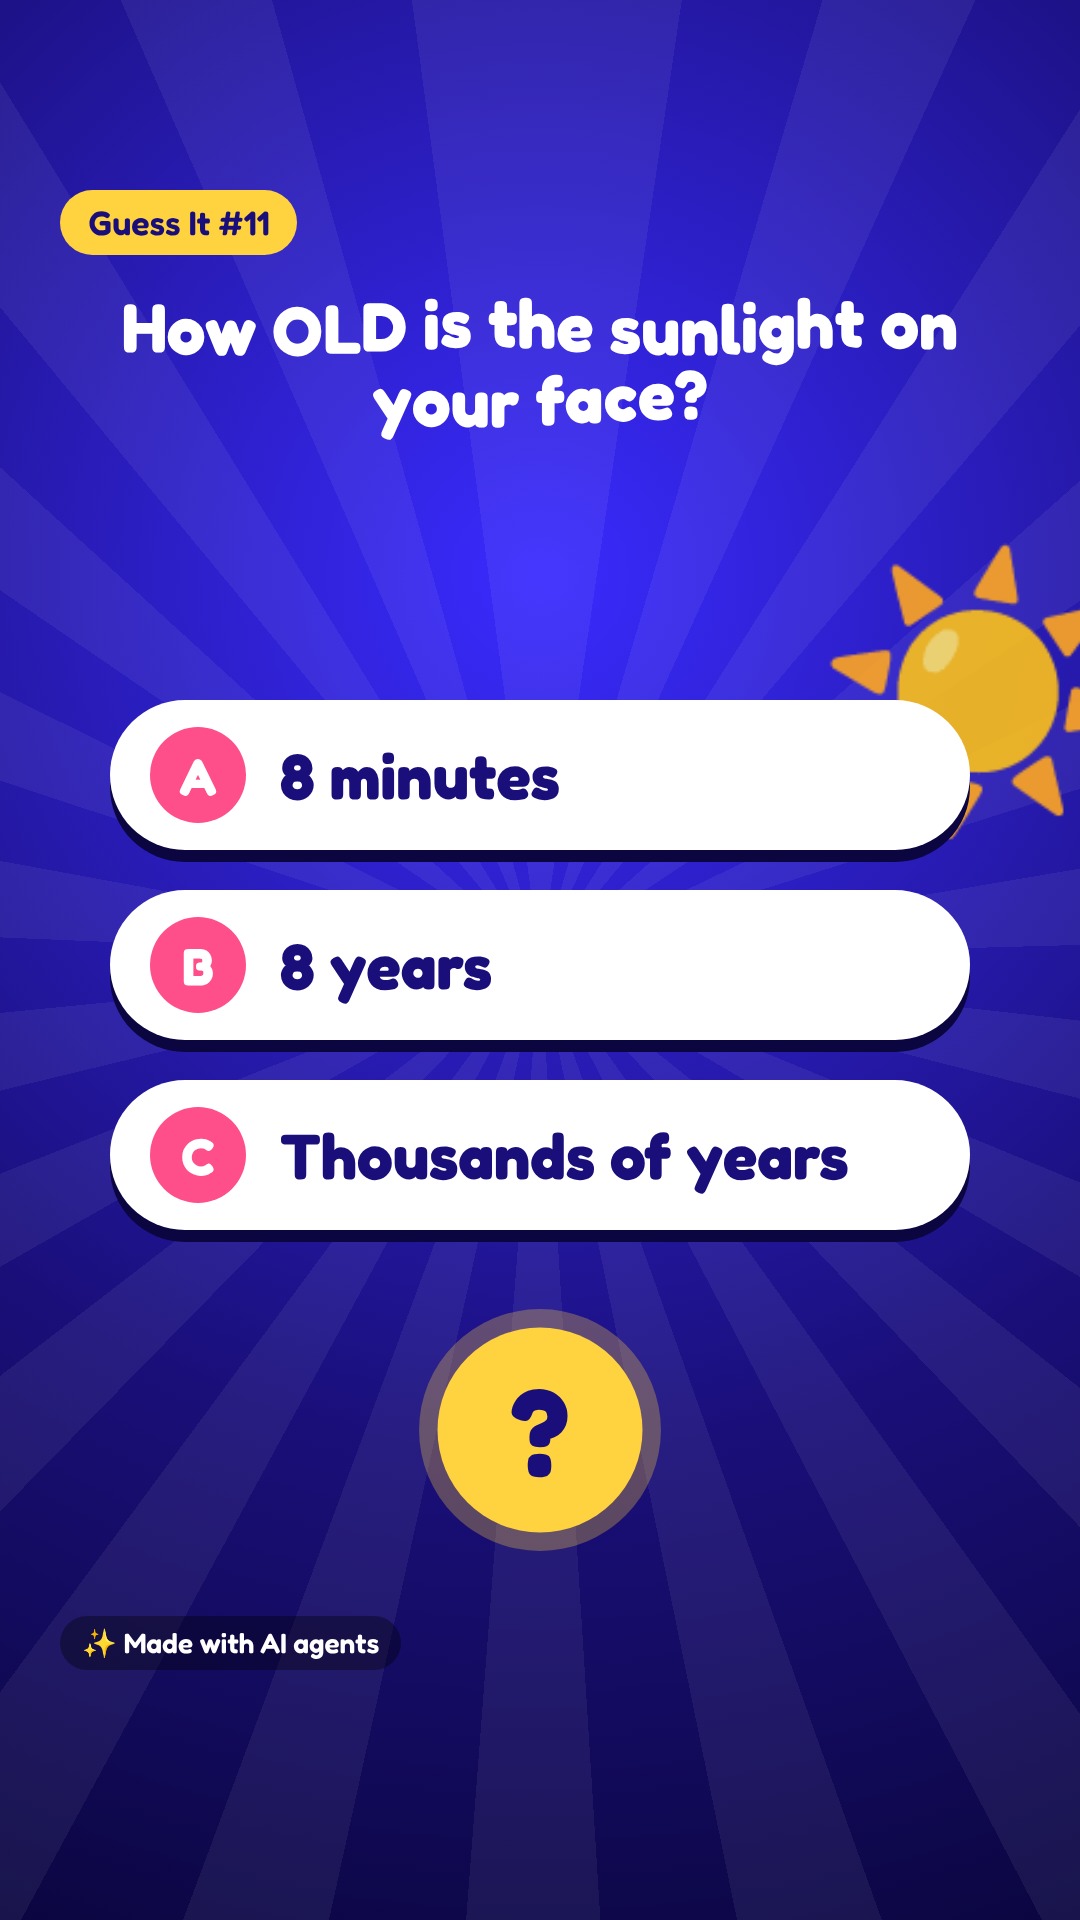 Guess It #11
How OLD is the sunlight on
your face?
A 8 minutes
B 8 years
C Thousands of years
?
✨ Made with AI agents